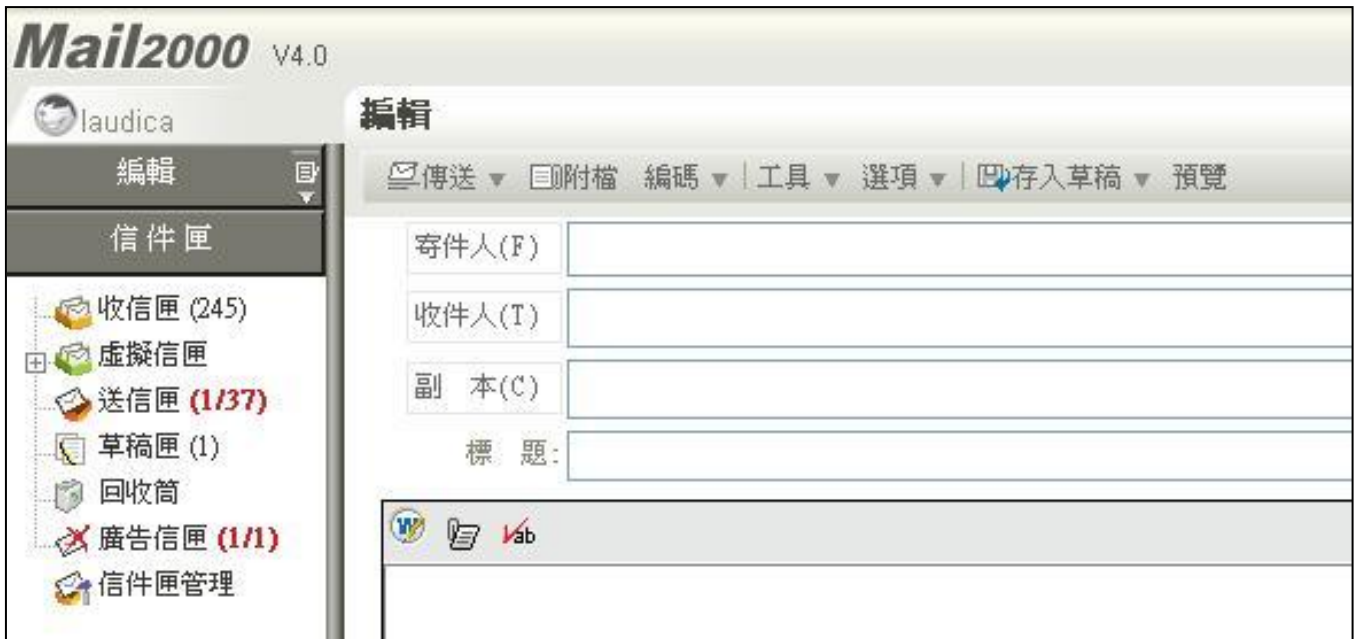 Mail2000 V4.0
laudica
編輯
編輯
信件匣
收信匣 (245)
虛擬信匣
送信匣 (1/37)
草稿匣 (1)
回收筒
廣告信匣 (1/1)
信件匣管理
傳送 附檔 編碼 工具 選項 存入草稿 預覽
寄件人(F)
收件人(T)
副 本(C)
標 題:
W ab